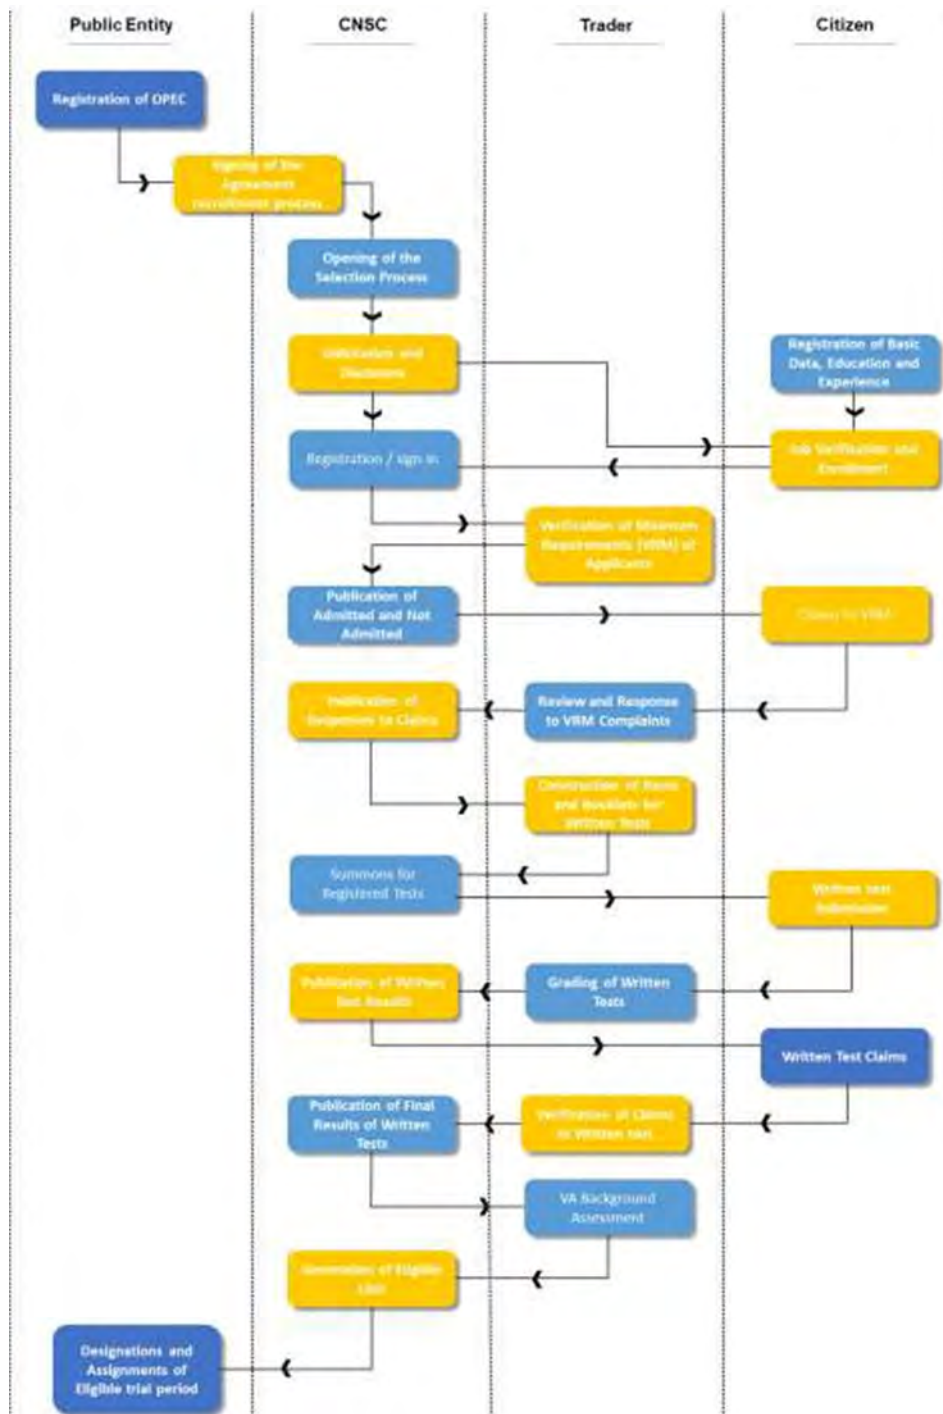 Public Entity
CNSC
Trader
Citizen
Registration of OPEC
Signing of the
Agreement
recruitment process
Opening of the
Selection Process
and
Disclosure
Registration of Basic
Data, Education and
Experience
Registration / sign in
Job Verification and
Enrollment
Verification of Minimum
Requirements (VRM) of
Applicants
Publication of
Admitted and Not
Admitted
Claims to VRM
Publication of
Responses to Claims
Review and Response
to VRM Complaints
Construction of Items
and Booklets for
Written Tests
Summons for
Registered Tests
Written test
Submission
Publication of Written
Test Results
Grading of Written
Tests
Written Test Claims
Publication of Final
Results of Written
Tests
Verification of Claims
to Written test
VA Background
Assessment
Generation of Eligible
List
Designations and
Assignments of
Eligible trial period